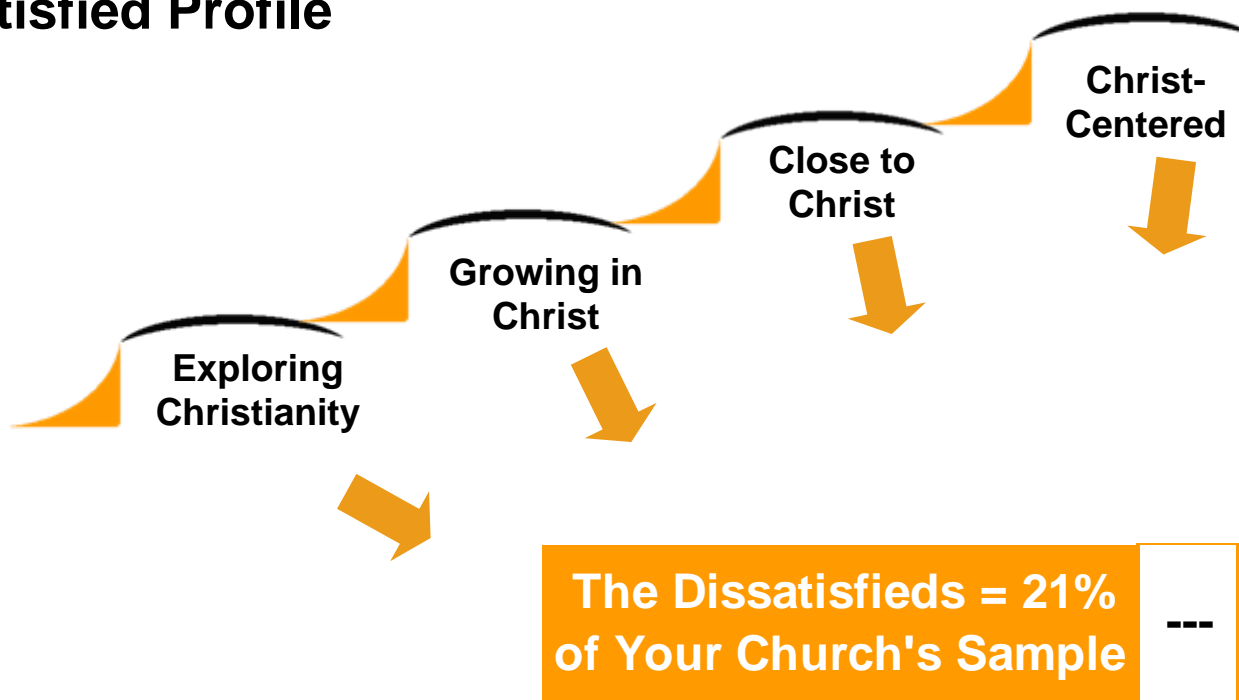 tisfied Profile
Christ-
Centered
Close to
Christ
Growing in
Christ
Exploring
Christianity
The Dissatisfieds = 21%
of Your Church's Sample
---